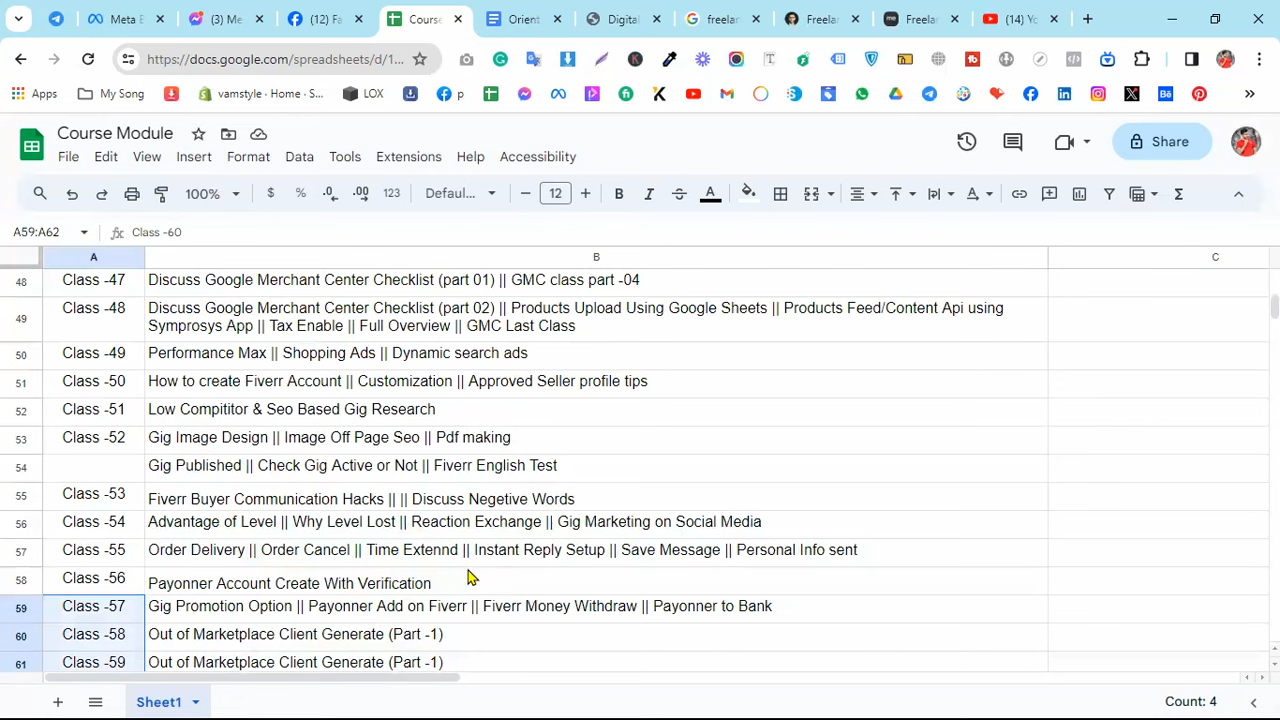 Meta B
(3) Me
(12) Fa
Cours
Orient
Digital
freelar
Freelar
Freela
(14) Yo
https://docs.google.com/spreadsheets/d/1...
Apps
My Song
vamstyle - Home - S...
LOX
p
Course Module
Share
File Edit View Insert Format Data Tools Extensions Help Accessibility
100% $ % .0 .00 123 Defaul... 12 B I A
A59:A62 fx Class -60
A B C
48 Class -47 Discuss Google Merchant Center Checklist (part 01) || GMC class part -04
49 Class -48 Discuss Google Merchant Center Checklist (part 02) || Products Upload Using Google Sheets || Products Feed/Content Api using
Symprosys App || Tax Enable || Full Overview || GMC Last Class
50 Class -49 Performance Max || Shopping Ads || Dynamic search ads
51 Class -50 How to create Fiverr Account || Customization || Approved Seller profile tips
52 Class -51 Low Compititor & Seo Based Gig Research
53 Class -52 Gig Image Design || Image Off Page Seo || Pdf making
54 Gig Published || Check Gig Active or Not || Fiverr English Test
55 Class -53 Fiverr Buyer Communication Hacks || || Discuss Negetive Words
56 Class -54 Advantage of Level || Why Level Lost || Reaction Exchange || Gig Marketing on Social Media
57 Class -55 Order Delivery || Order Cancel || Time Extennd || Instant Reply Setup || Save Message || Personal Info sent
58 Class -56 Payonner Account Create With Verification
59 Class -57 Gig Promotion Option || Payonner Add on Fiverr || Fiverr Money Withdraw || Payonner to Bank
60 Class -58 Out of Marketplace Client Generate (Part -1)
61 Class -59 Out of Marketplace Client Generate (Part -1)
Sheet1
Count: 4